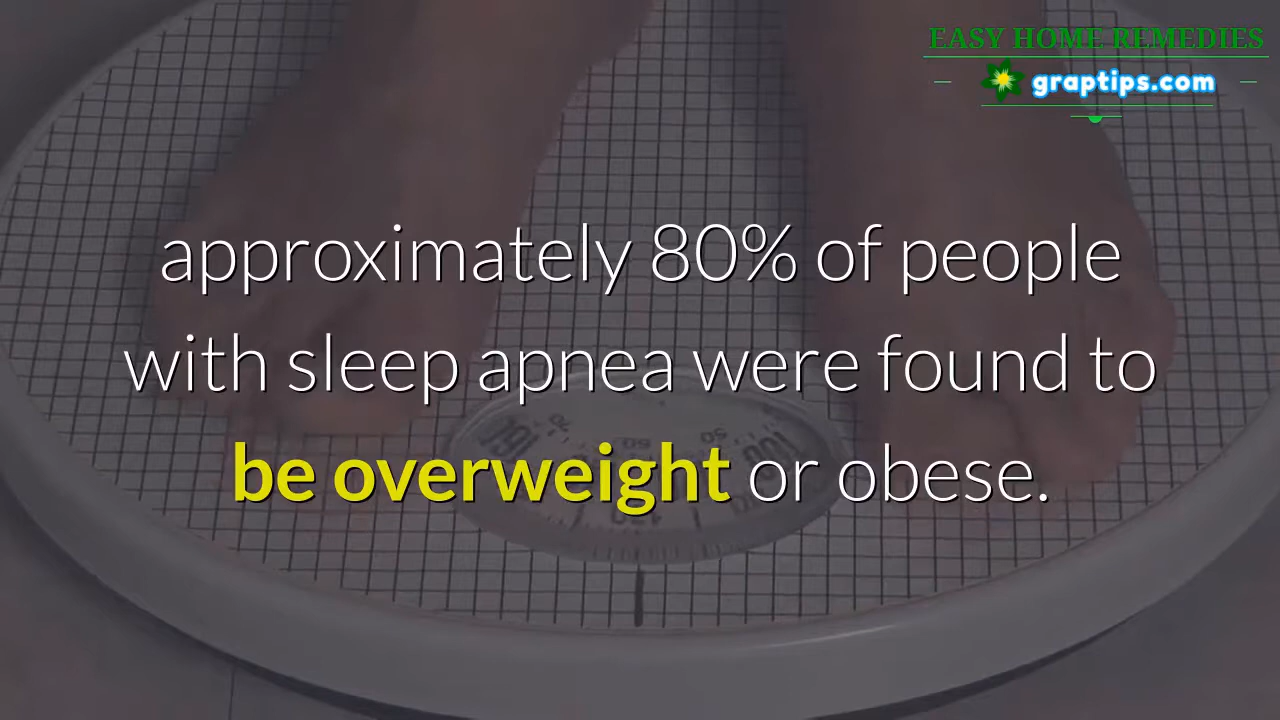 EASY HOME REMEDIES
graptips.com
approximately 80% of people
with sleep apnea were found to
be overweight or obese.